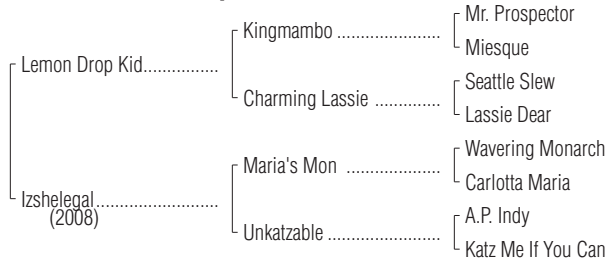 Mr. Prospector
Kingmambo ..................
Miesque
Lemon Drop Kid................
Seattle Slew
Charming Lassie ..............
Lassie Dear
Wavering Monarch
Maria's Mon .................
Carlotta Maria
Izshelegal..........................
(2008)
A.P. Indy
Unkatzable .....................
Katz Me If You Can